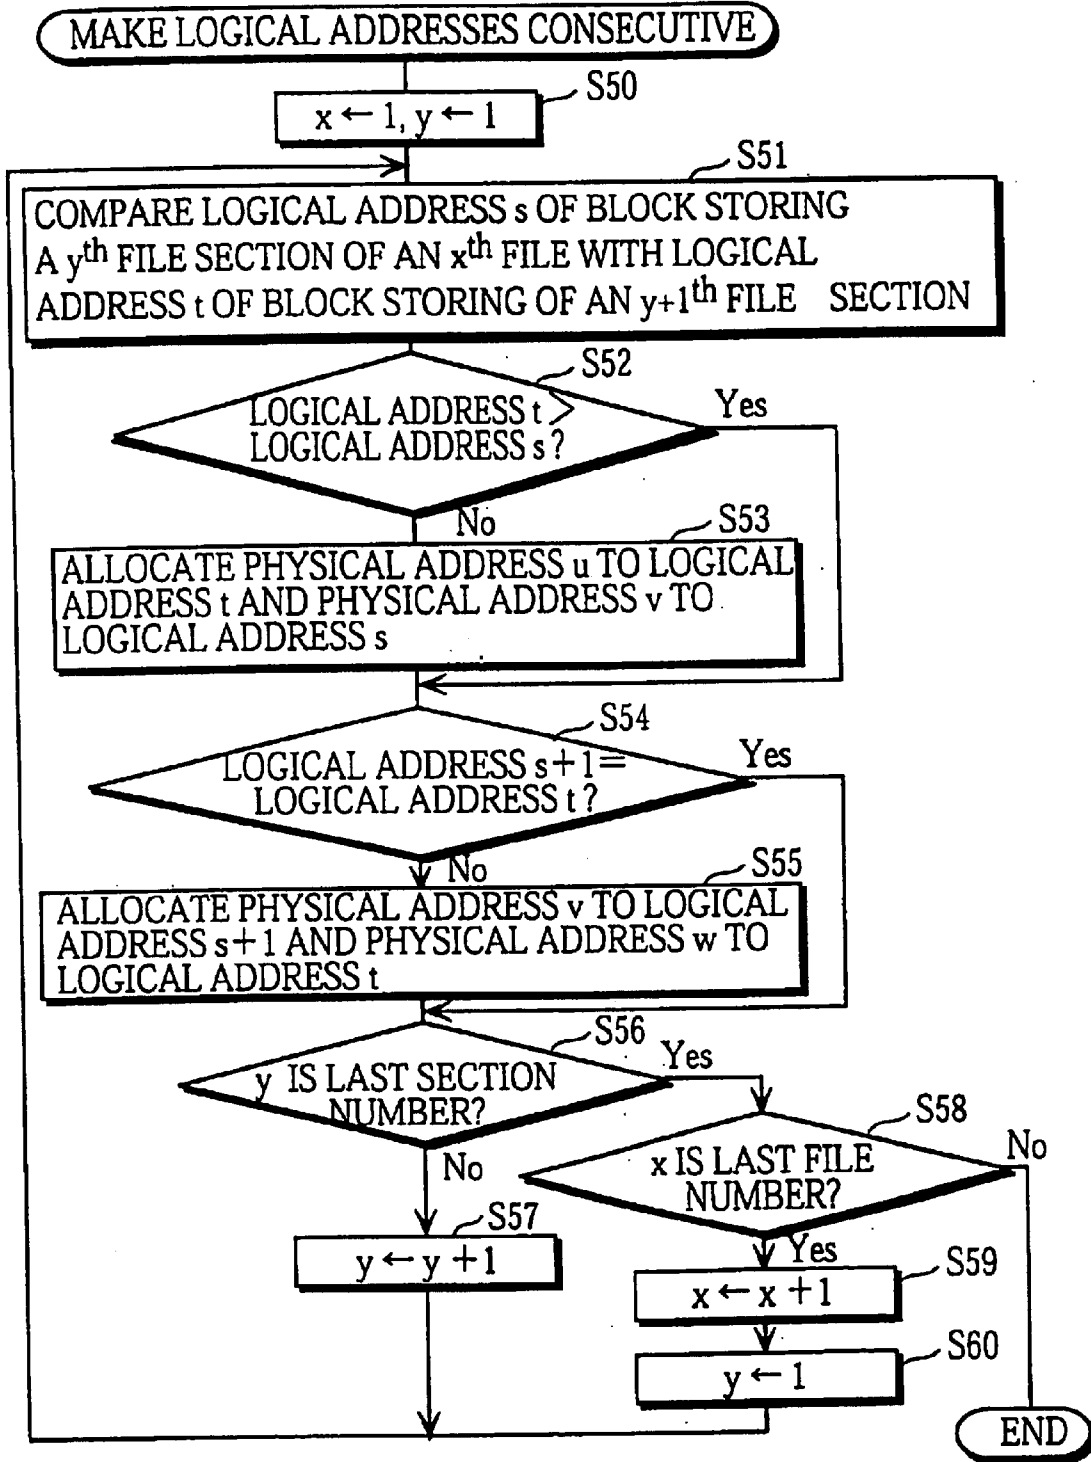 MAKE LOGICAL ADDRESSES CONSECUTIVE
S50
x ← 1, y ← 1
S51
COMPARE LOGICAL ADDRESS s OF BLOCK STORING
A yth FILE SECTION OF AN xth FILE WITH LOGICAL
ADDRESS t OF BLOCK STORING OF AN y+1th FILE SECTION
S52
LOGICAL ADDRESS t >
LOGICAL ADDRESS s?
Yes
No
S53
ALLOCATE PHYSICAL ADDRESS u TO LOGICAL
ADDRESS t AND PHYSICAL ADDRESS v TO
LOGICAL ADDRESS s
S54
LOGICAL ADDRESS s+1=
LOGICAL ADDRESS t?
Yes
No
S55
ALLOCATE PHYSICAL ADDRESS v TO LOGICAL
ADDRESS s+1 AND PHYSICAL ADDRESS w TO
LOGICAL ADDRESS t
S56
y IS LAST SECTION
NUMBER?
Yes
No
S57
y ← y +1
S58
x IS LAST FILE
NUMBER?
No
Yes
S59
x ← x +1
S60
y ← 1
END